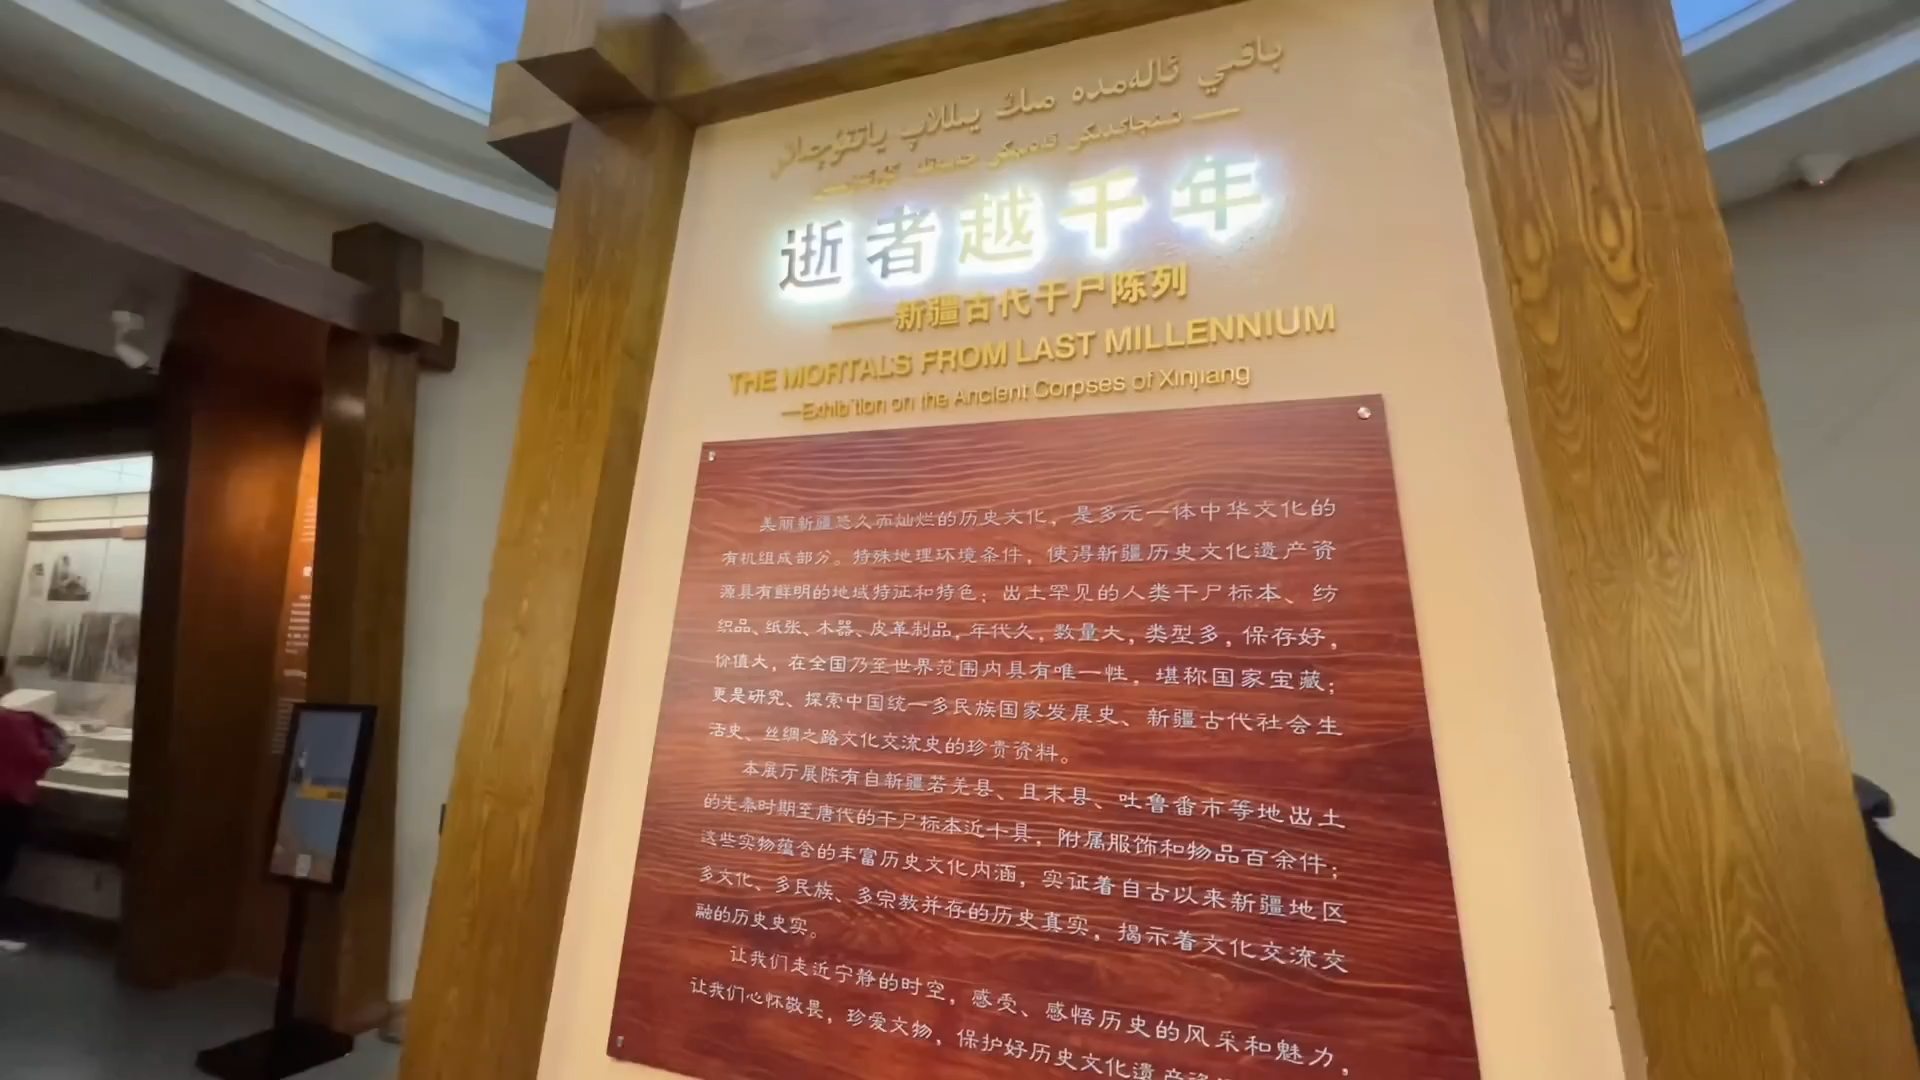 باقىي ئالەمدە مىڭ يىللاپ ياتقۇچىلار
逝者越千年
——新疆古代干尸陈列
THE MORTALS FROM LAST MILLENNIUM
—Exhibition on the Ancient Corpses of Xinjiang
美丽新疆悠久而灿烂的历史文化，是多元一体中华文化的
有机组成部分。特殊地理环境条件，使得新疆历史文化遗产资
源具有鲜明的地域特征和特色；出土罕见的人类干尸标本、纺
织品、纸张、木器、皮革制品，年代久，数量大，类型多，保存好，
价值大，在全国乃至世界范围内具有唯一性，堪称国家宝藏；
更是研究、探索中国统一多民族国家发展史、新疆古代社会生
活史、丝绸之路文化交流史的珍贵资料。
本展厅展陈有自新疆若羌县、且末县、吐鲁番市等地出土
的先秦时期至唐代的干尸标本近十具，附属服饰和物品百余件；
这些实物蕴含的丰富历史文化内涵，实证着自古以来新疆地区
多文化、多民族、多宗教并存的历史真实，揭示着文化交流交
融的历史史实。
让我们走近宁静的时空，感受、感悟历史的风采和魅力，
让我们心怀敬畏，珍爱文物，保护好历史文化遗产